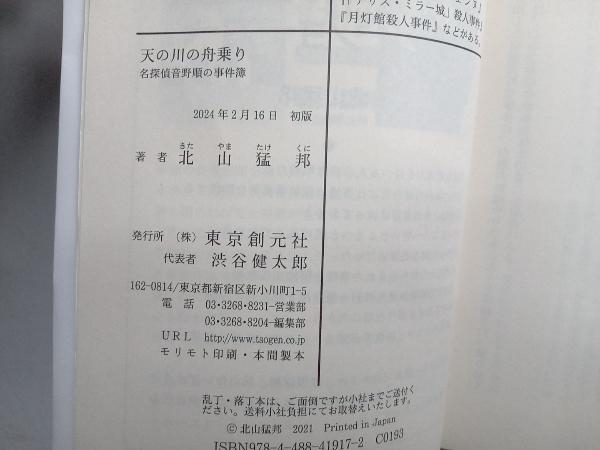 『アリス・ミラー城』殺人事件』
『月灯館殺人事件』などがある。
天の川の舟乗り
名探偵音野順の事件簿
2024年2月16日 初版
きた やま たけ くに
著者 北山猛邦
発行所 (株) 東京創元社
代表者 渋谷健太郎
162-0814/東京都新宿区新小川町1-5
電話 03・3268・8231-営業部
03・3268・8204-編集部
URL http://www.tsogen.co.jp
モリモト印刷・本間製本
乱丁・落丁本は、ご面倒ですが小社までご送付く
ださい。送料小社負担にてお取替えいたします。
©北山猛邦 2021 Printed in Japan
ISBN978-4-488-41917-2 C0193